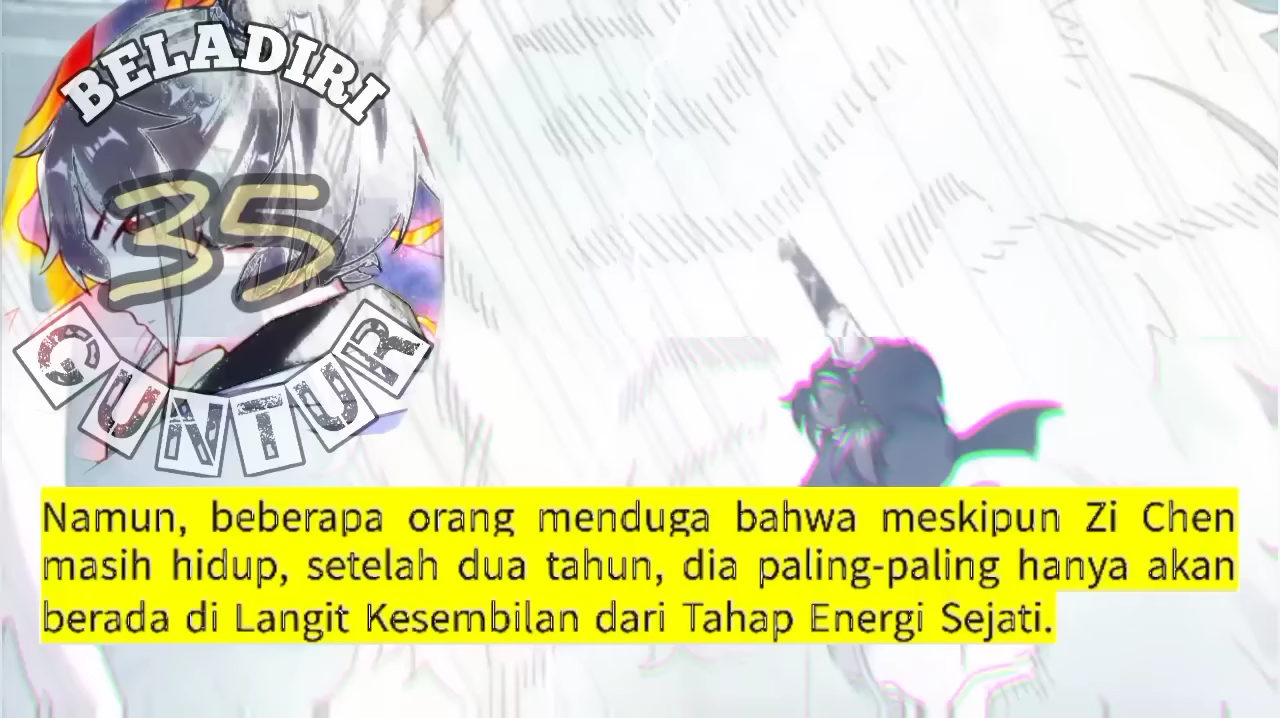 BELADIRI
35
GUNTUR
Namun, beberapa orang menduga bahwa meskipun Zi Chen
masih hidup, setelah dua tahun, dia paling-paling hanya akan
berada di Langit Kesembilan dari Tahap Energi Sejati.